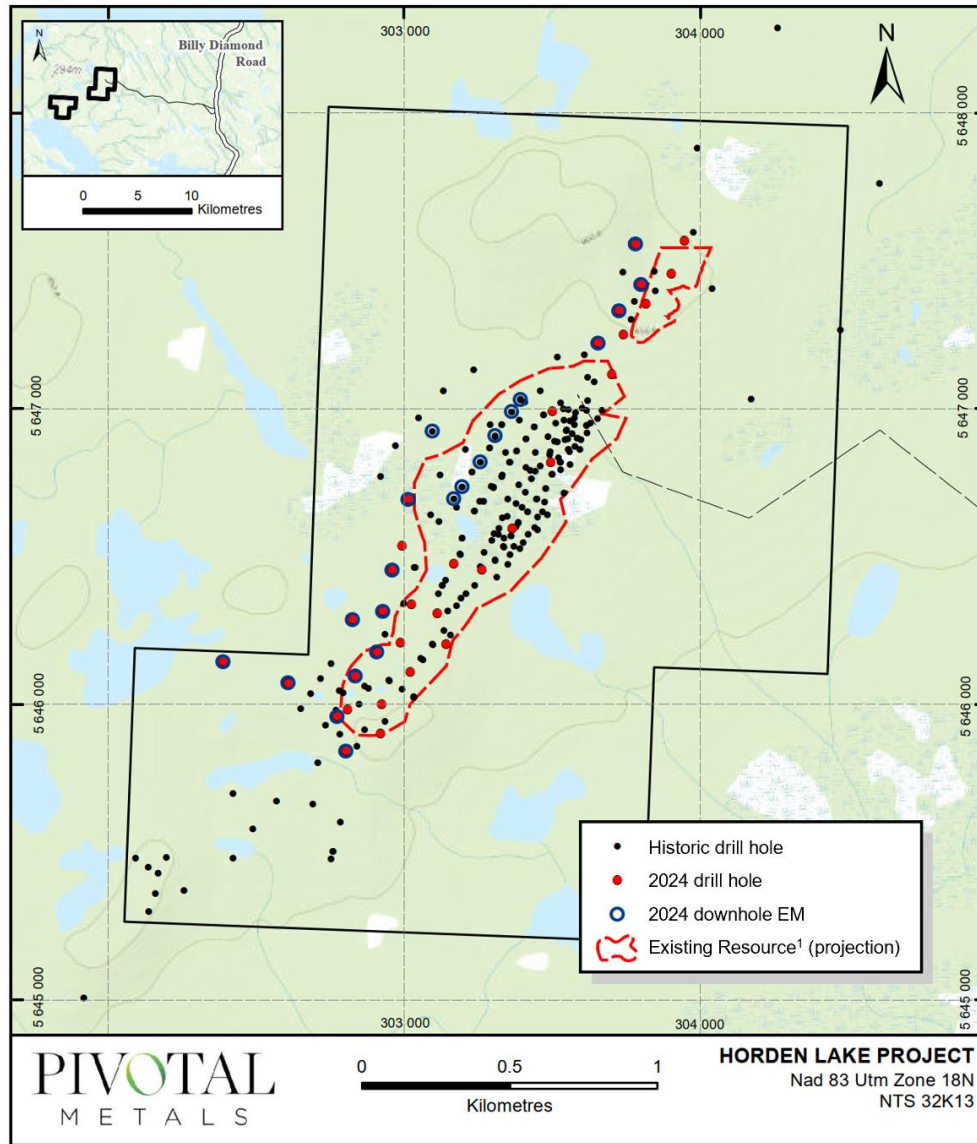 303 000
304 000
N
Billy Diamond
Road
N
0 5 10
Kilometres
5 648 000
5 648 000
5 647 000
5 647 000
5 646 000
5 646 000
Historic drill hole
2024 drill hole
2024 downhole EM
Existing Resource¹ (projection)
5 645 000
5 645 000
303 000
304 000
PIVOTAL
METALS
0 0.5 1
Kilometres
HORDEN LAKE PROJECT
Nad 83 Utm Zone 18N
NTS 32K13